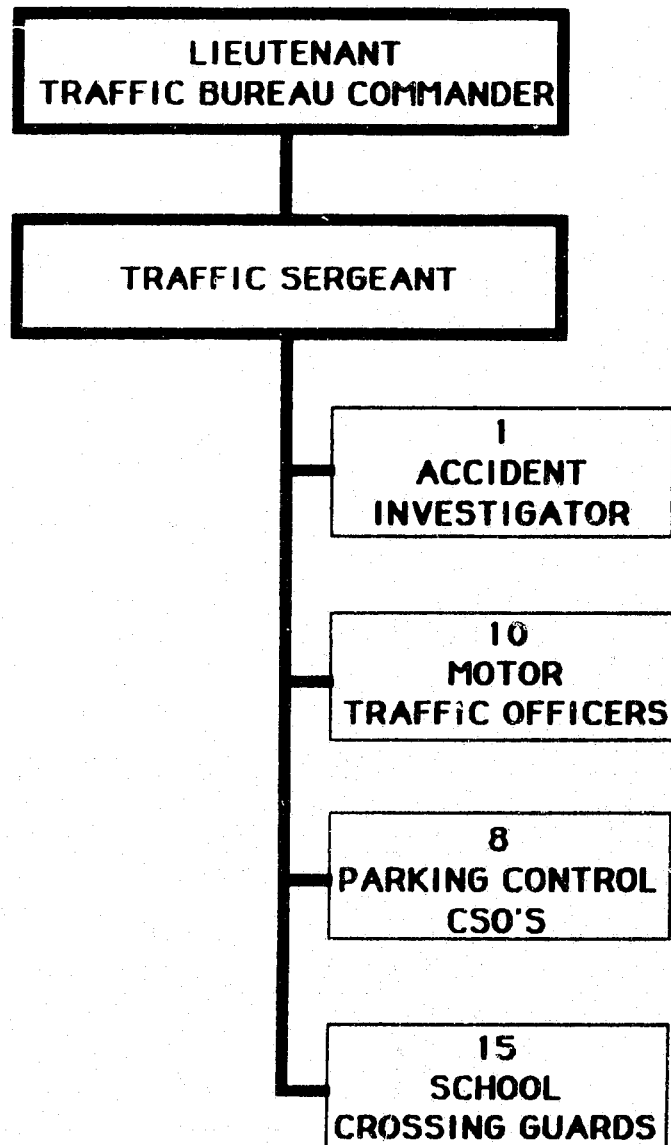 LIEUTENANT
TRAFFIC BUREAU COMMANDER
TRAFFIC SERGEANT
1
ACCIDENT
INVESTIGATOR
10
MOTOR
TRAFFIC OFFICERS
8
PARKING CONTROL
CSO'S
15
SCHOOL
CROSSING GUARDS